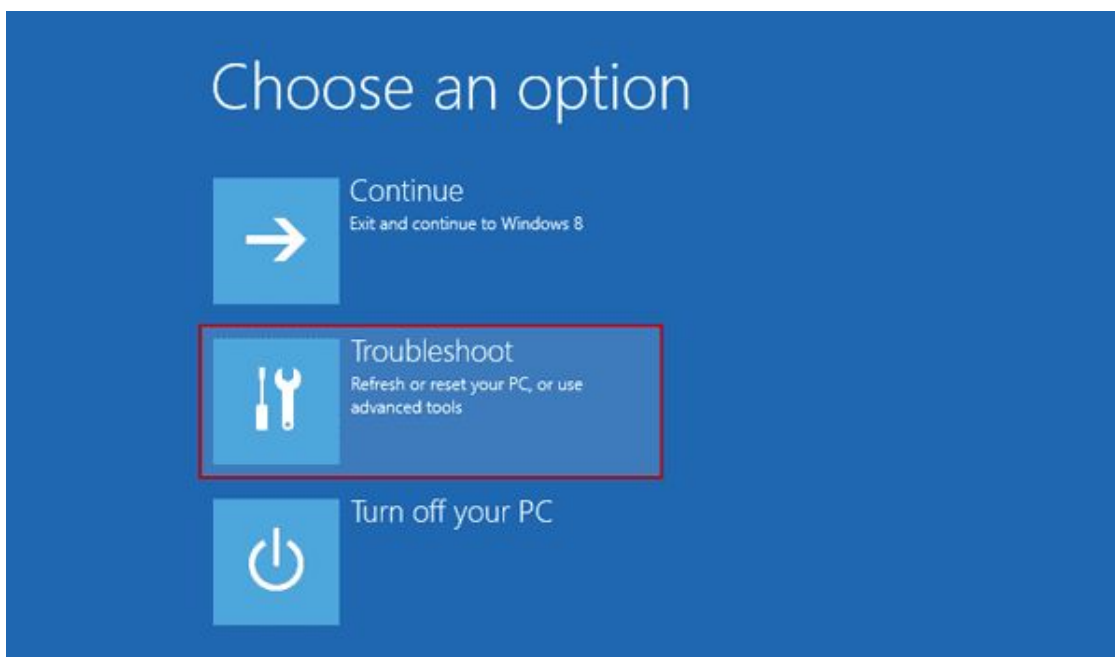 Choose an option
Continue
Exit and continue to Windows 8
Troubleshoot
Refresh or reset your PC, or use
advanced tools
Turn off your PC